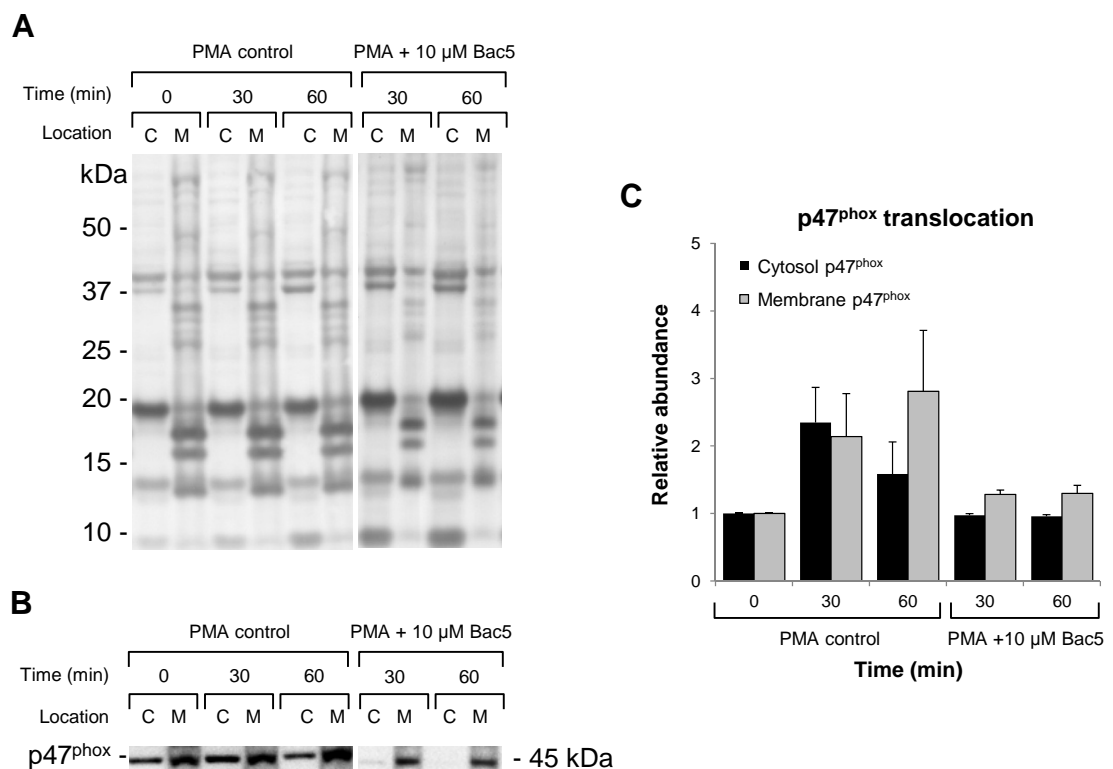 A
PMA control PMA + 10 µM Bac5
Time (min) 0 30 60 30 60
Location C M C M C M C M C M
kDa
50 -
37 -
25 -
20 -
15 -
10 -
B
PMA control PMA + 10 µM Bac5
Time (min) 0 30 60 30 60
Location C M C M C M C M C M
p47phox - - 45 kDa
C
p47phox translocation
5
4
3
2
1
0
Relative abundance
Cytosol p47phox
Membrane p47phox
0 30 60 30 60
PMA control PMA +10 µM Bac5
Time (min)